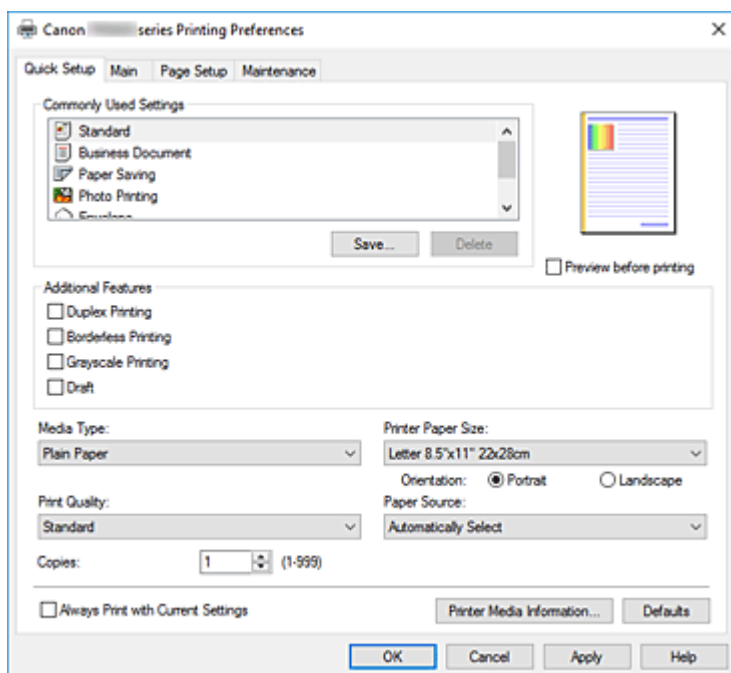 Canon series Printing Preferences
Quick Setup Main Page Setup Maintenance
Commonly Used Settings
Standard
Business Document
Paper Saving
Photo Printing
Envelope
Save... Delete
Preview before printing
Additional Features
Duplex Printing
Borderless Printing
Grayscale Printing
Draft
Media Type: Printer Paper Size:
Plain Paper Letter 8.5"x11" 22x28cm
Orientation: Portrait Landscape
Print Quality: Paper Source:
Standard Automatically Select
Copies: 1 (1-999)
Always Print with Current Settings Printer Media Information... Defaults
OK Cancel Apply Help